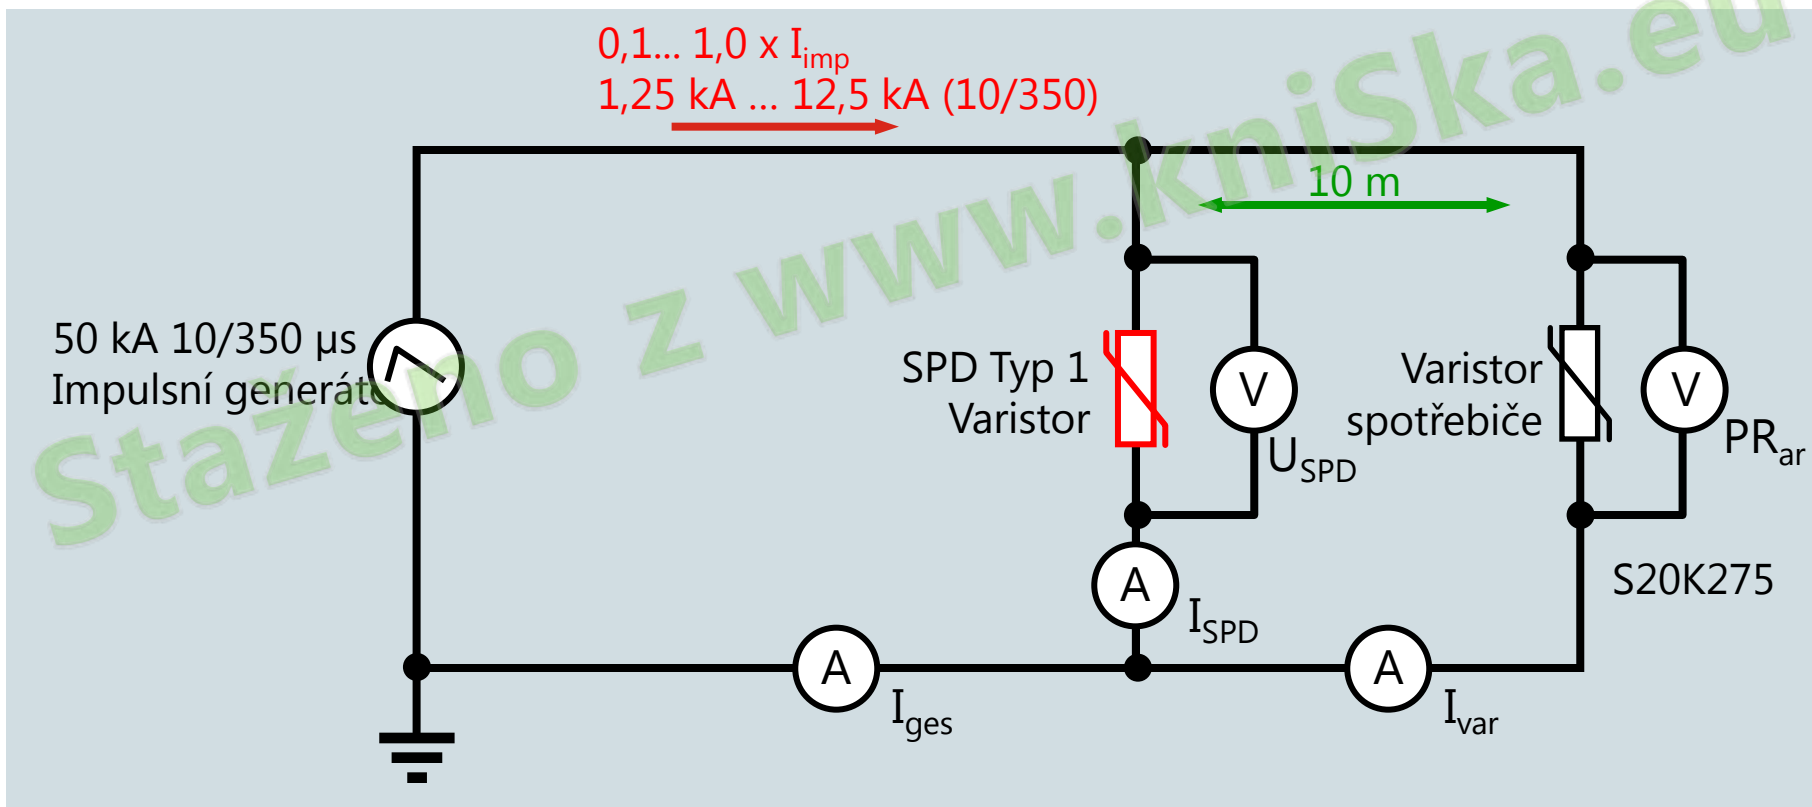 0,1... 1,0 x Iimp
1,25 kA ... 12,5 kA (10/350)
10 m
50 kA 10/350 µs
Impulsní generáto
SPD Typ 1
Varistor
V
USPD
Varistor
spotřebiče
V
PRar
S20K275
A
ISPD
A
Iges
A
Ivar
Staženo z www.kniSka.eu